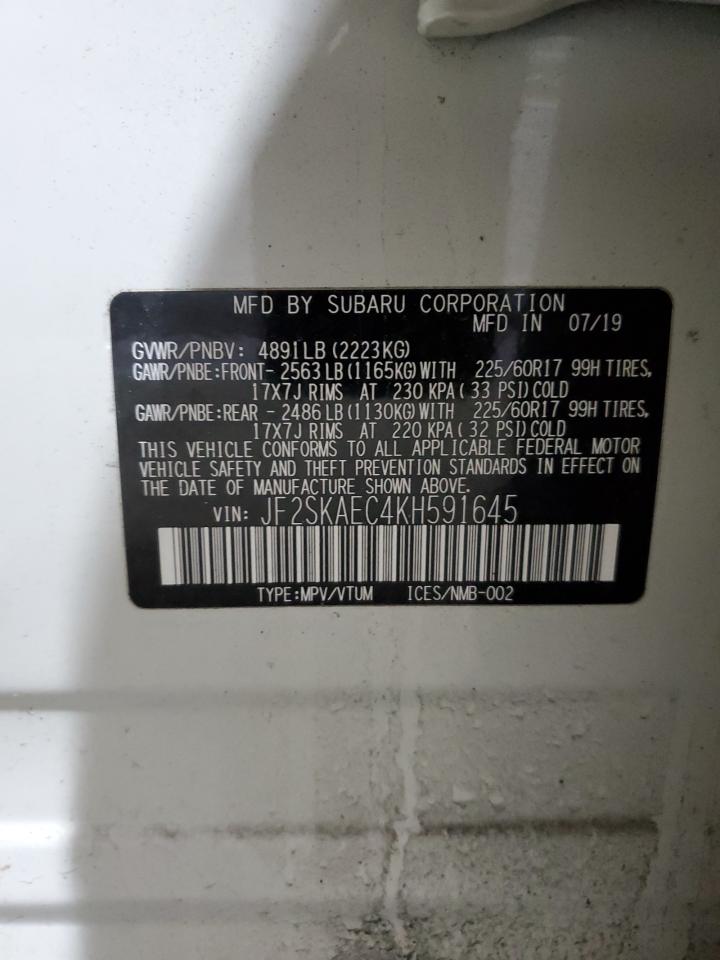 MFD BY SUBARU CORPORATION
MFD IN 07/19
GVWR/PNBV: 4891LB (2223KG)
GAWR/PNBE:FRONT- 2563 LB (1165KG) WITH 225/60R17 99H TIRES,
17X7J RIMS AT 230 KPA ( 33 PSI) COLD
GAWR/PNBE:REAR - 2486 LB (1130KG) WITH 225/60R17 99H TIRES,
17X7J RIMS AT 220 KPA ( 32 PSI) COLD
THIS VEHICLE CONFORMS TO ALL APPLICABLE FEDERAL MOTOR
VEHICLE SAFETY AND THEFT PREVENTION STANDARDS IN EFFECT ON
THE DATE OF MANUFACTURE SHOWN ABOVE.
VIN: JF2SKAEC4KH591645
TYPE:MPV/VTUM ICES/NMB-002